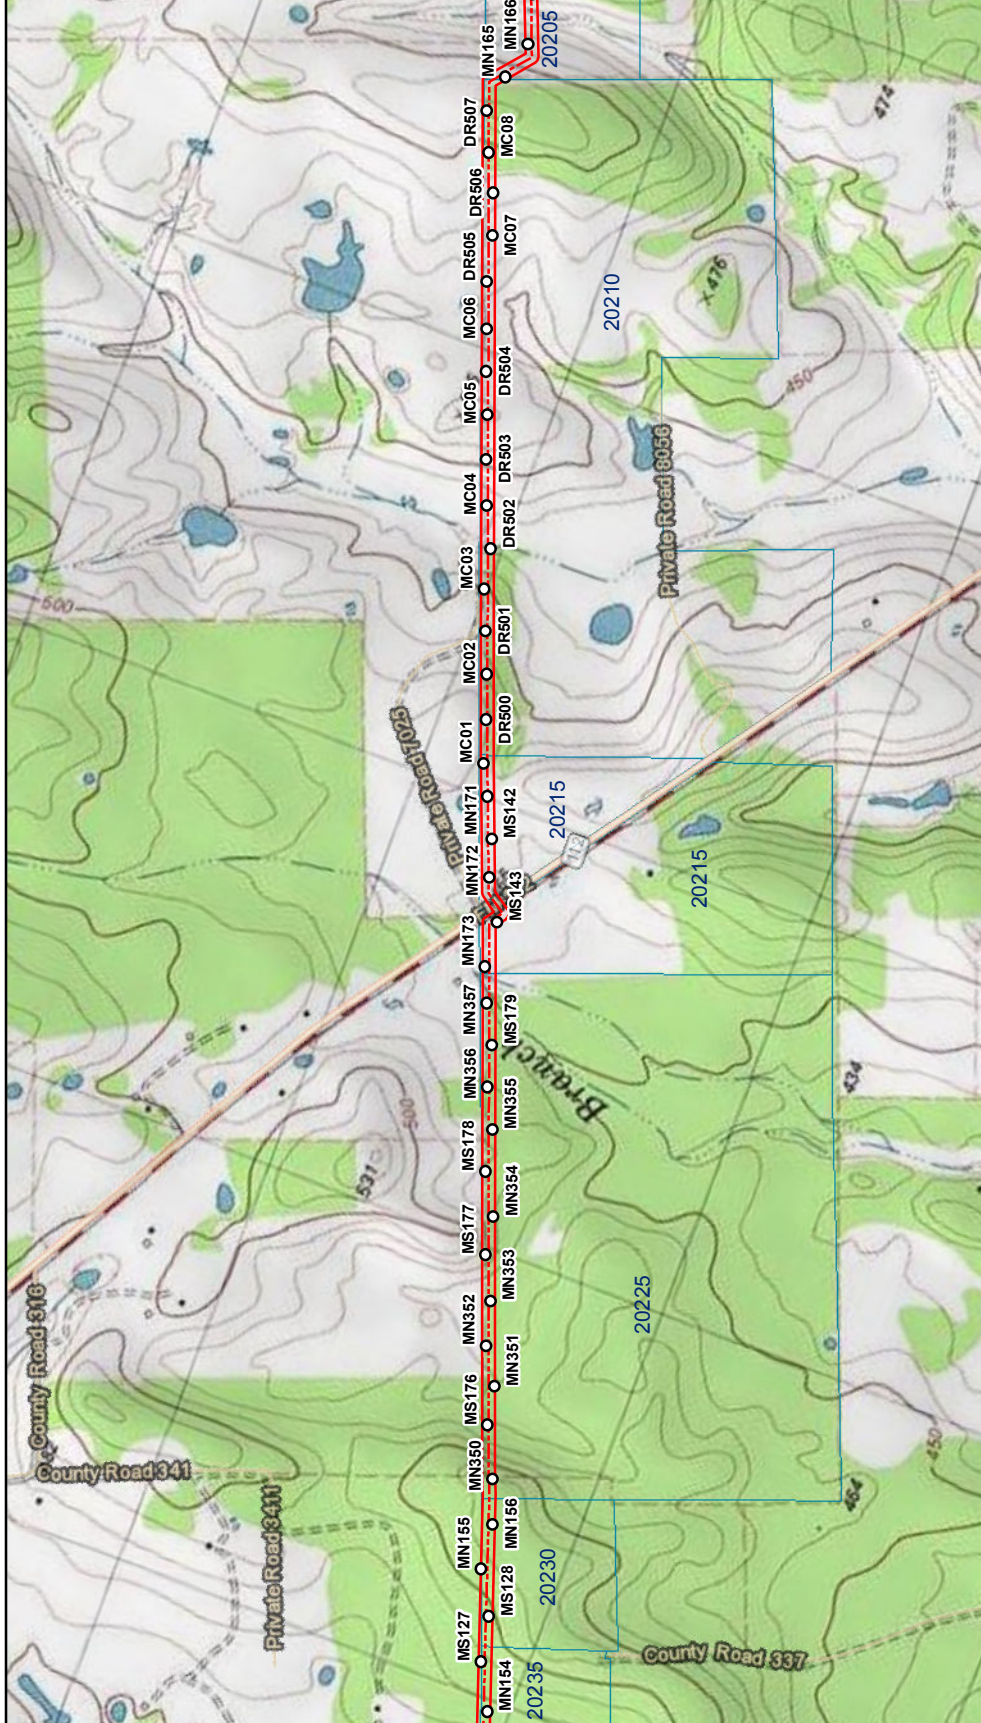 MN166
20205
MN165
DR507
MC08
474
DR506
MC07
DR505
476
20210
MC06
DR504
450
MC05
DR503
Private Road 8056
MC04
DR502
MC03
500
DR501
MC02
Private Road 7025
DR500
MC01
MN171
MS142
20215
112
MN172
20215
MS143
MN173
MN357
MS179
MN356
Branch
MN355
434
MS178
500
531
MN354
MS177
MN353
20225
MN352
MN351
County Road 316
MS176
450
County Road 341
MN350
464
MN156
Private Road 3411
MN155
20230
MS128
MS127
County Road 337
MN154
20235